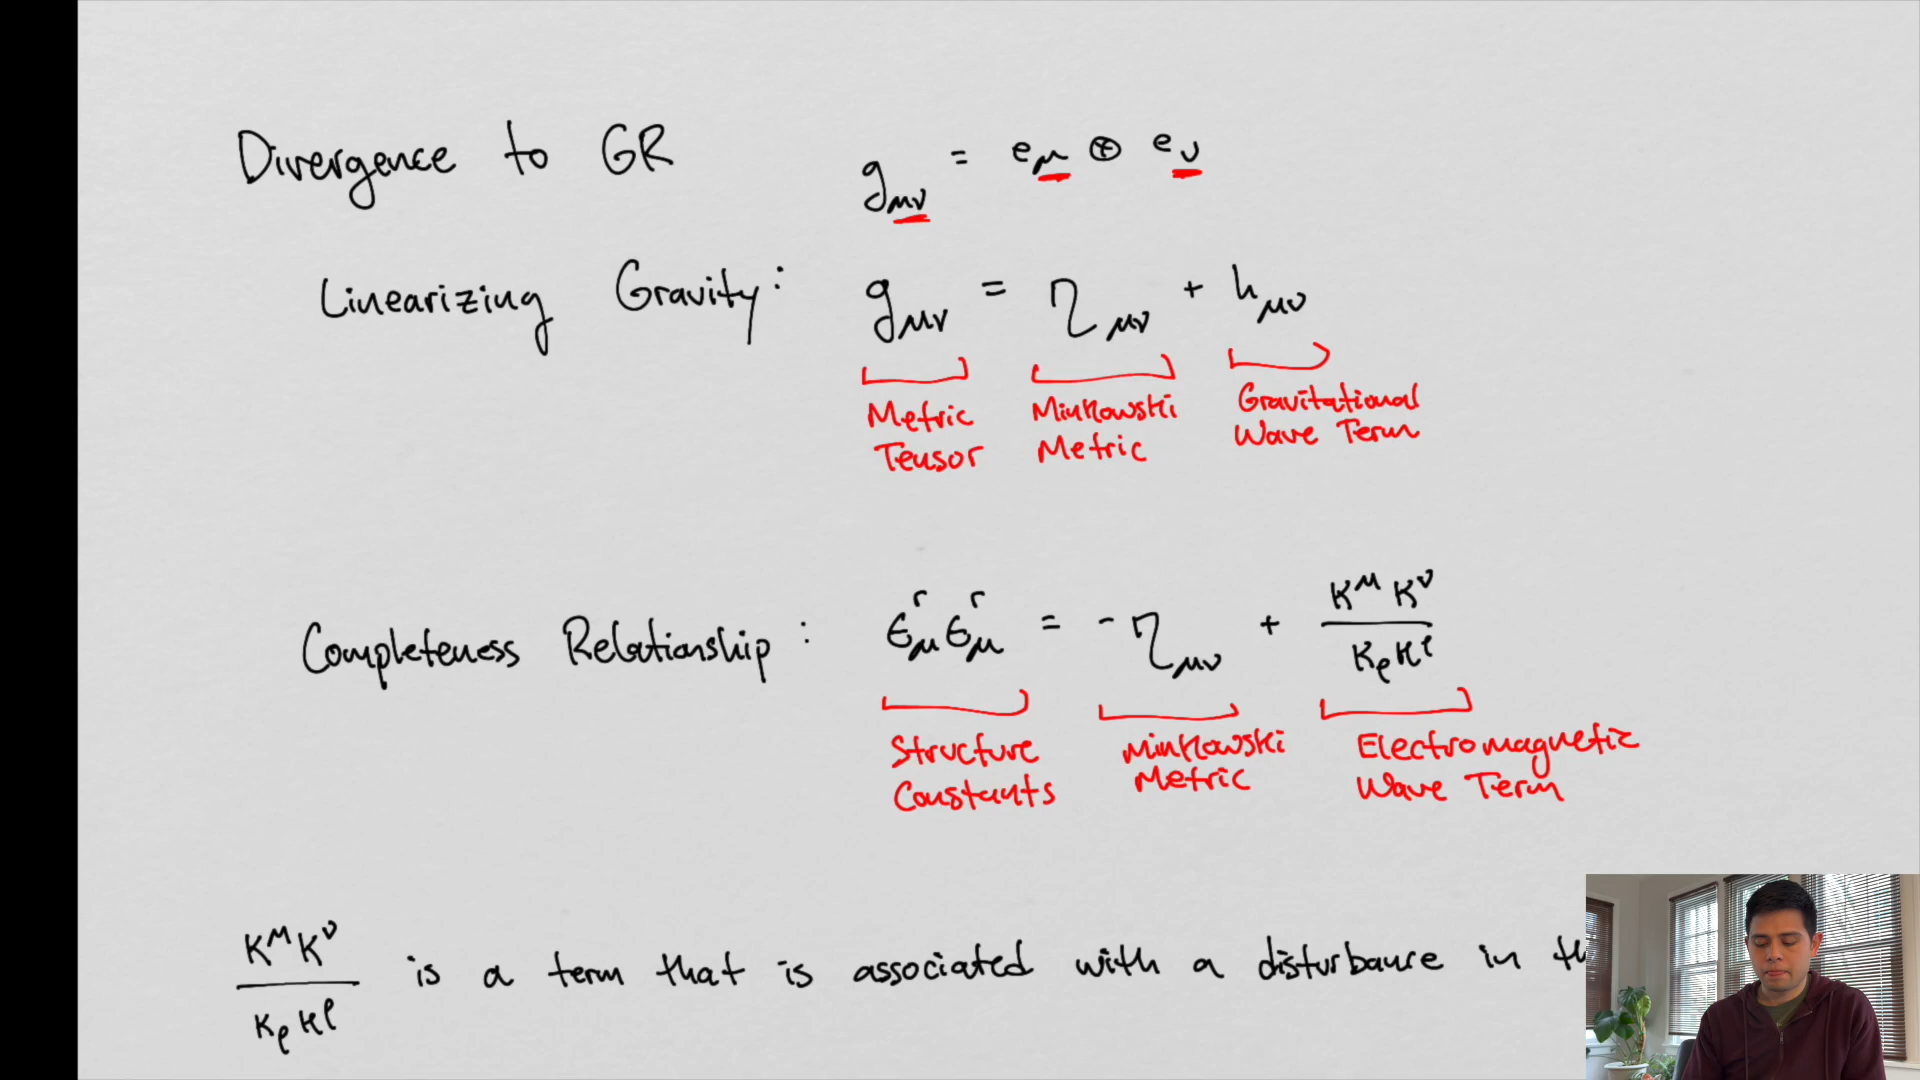 Divergence to GR g_μν = e_μ ⊕ e_ν
Linearizing Gravity: g_μν = η_μν + h_μν
Metric Tensor
Minkowski Metric
Gravitational Wave Term
Completeness Relationship: ϵ^r_μ ϵ^r_μ = -η_μν + K^μ K^ν / K_ρ K^ρ
Structure Constants
Minkowski Metric
Electromagnetic Wave Term
K^μ K^ν / K_ρ K^ρ is a term that is associated with a disturbance in